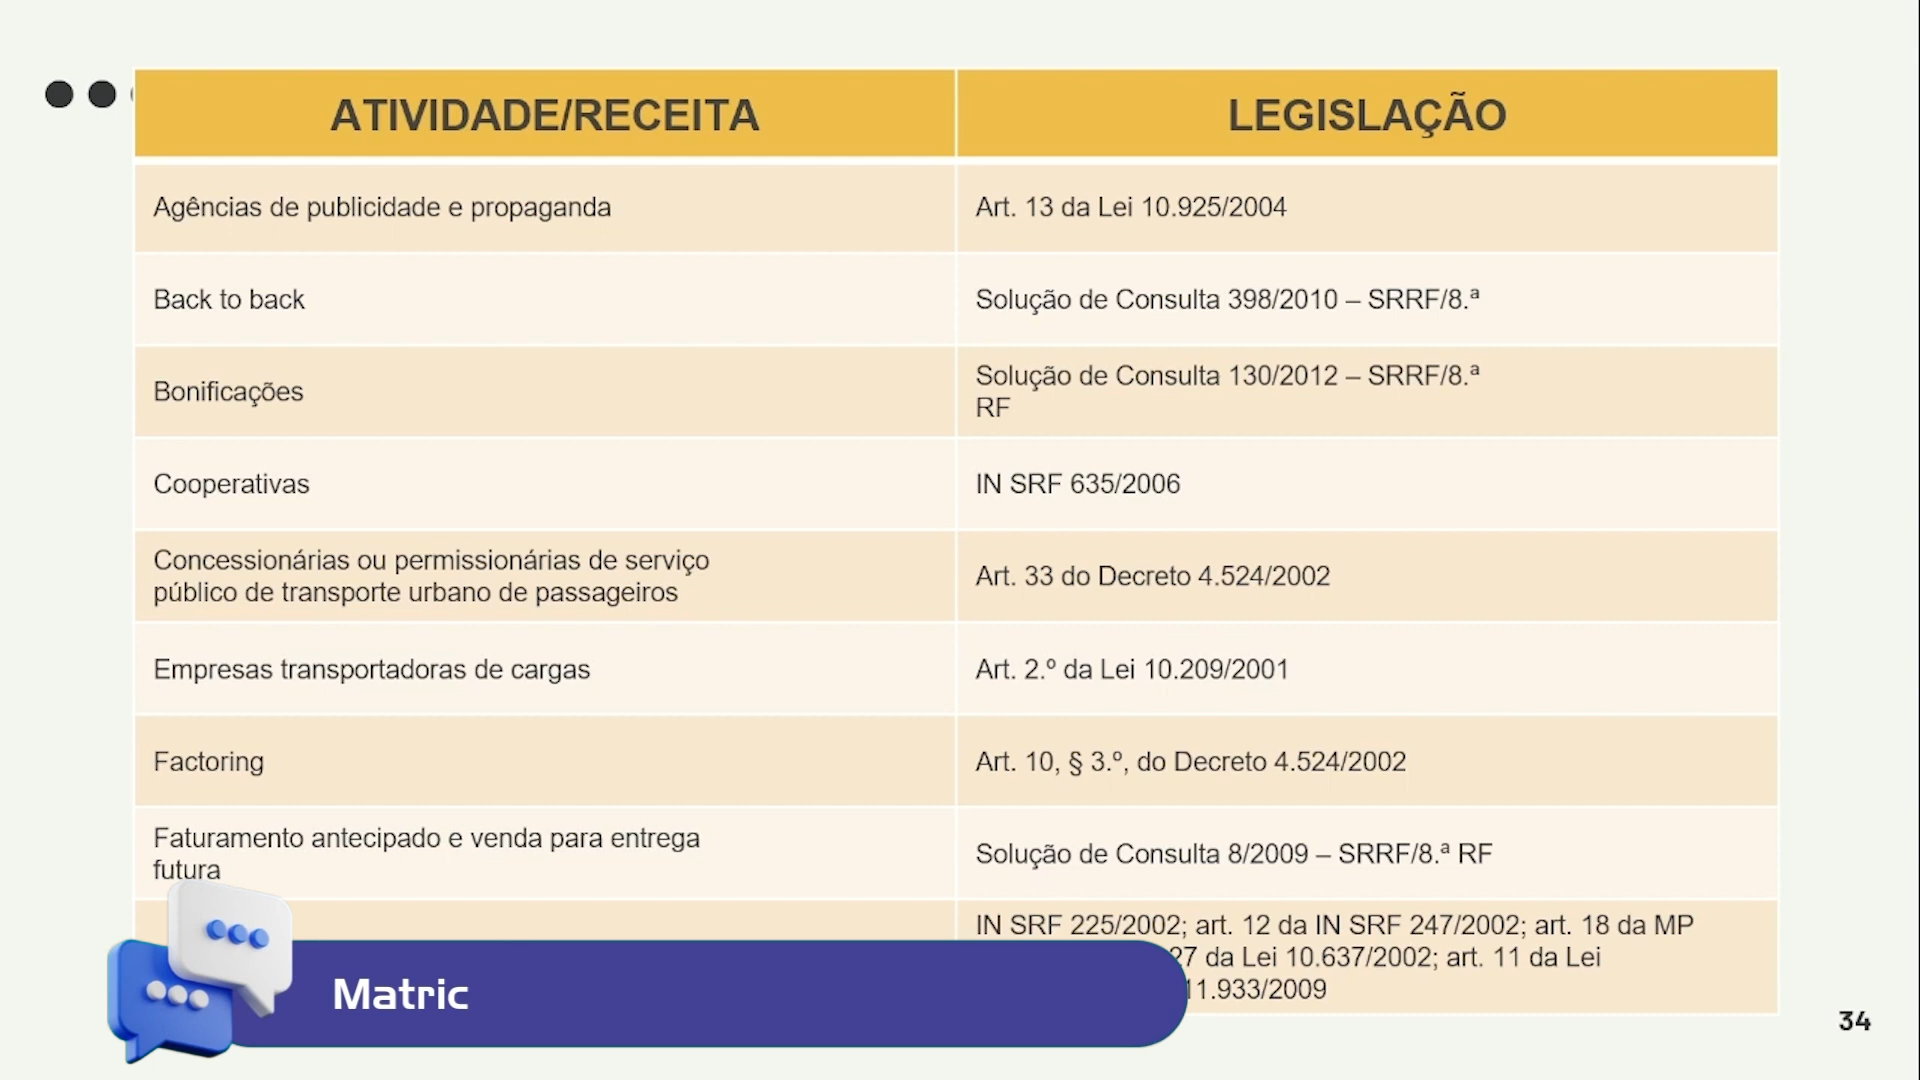 ATIVIDADE/RECEITA
LEGISLAÇÃO
Agências de publicidade e propaganda
Art. 13 da Lei 10.925/2004
Back to back
Solução de Consulta 398/2010 – SRRF/8.ª
Bonificações
Solução de Consulta 130/2012 – SRRF/8.ª
RF
Cooperativas
IN SRF 635/2006
Concessionárias ou permissionárias de serviço
público de transporte urbano de passageiros
Art. 33 do Decreto 4.524/2002
Empresas transportadoras de cargas
Art. 2.º da Lei 10.209/2001
Factoring
Art. 10, § 3.º, do Decreto 4.524/2002
Faturamento antecipado e venda para entrega
futura
Solução de Consulta 8/2009 – SRRF/8.ª RF
IN SRF 225/2002; art. 12 da IN SRF 247/2002; art. 18 da MP
27 da Lei 10.637/2002; art. 11 da Lei
11.933/2009
Matric
34